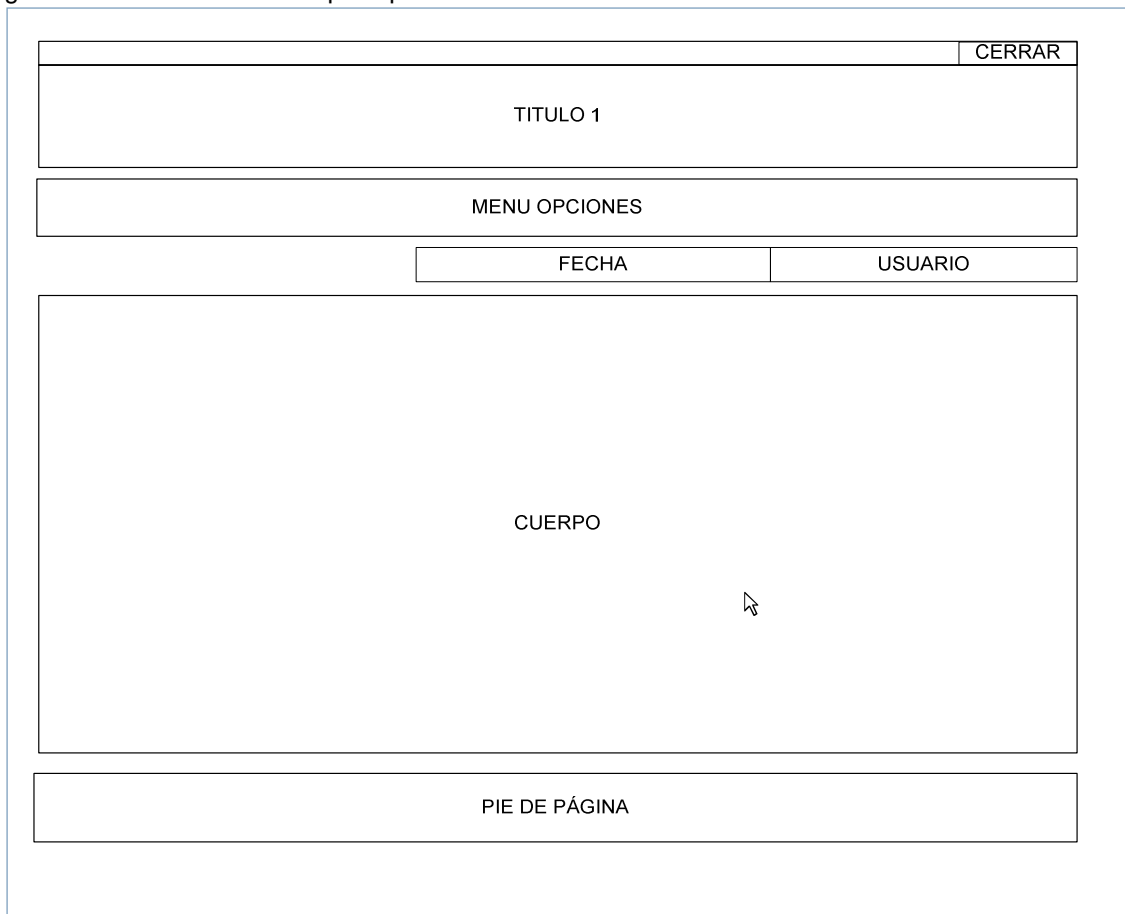 CERRAR
TITULO 1
MENU OPCIONES
FECHA
USUARIO
CUERPO
PIE DE PÁGINA